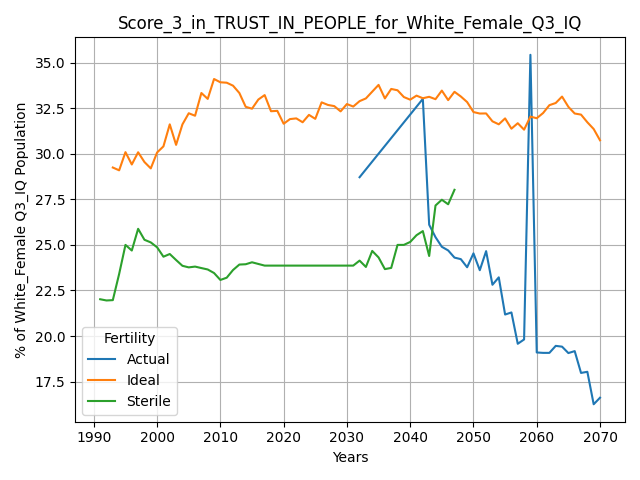 Score_3_in_TRUST_IN_PEOPLE_for_White_Female_Q3_IQ
% of White_Female Q3_IQ Population
35.0
32.5
30.0
27.5
25.0
22.5
20.0
17.5
Fertility
Actual
Ideal
Sterile
1990 2000 2010 2020 2030 2040 2050 2060 2070
Years